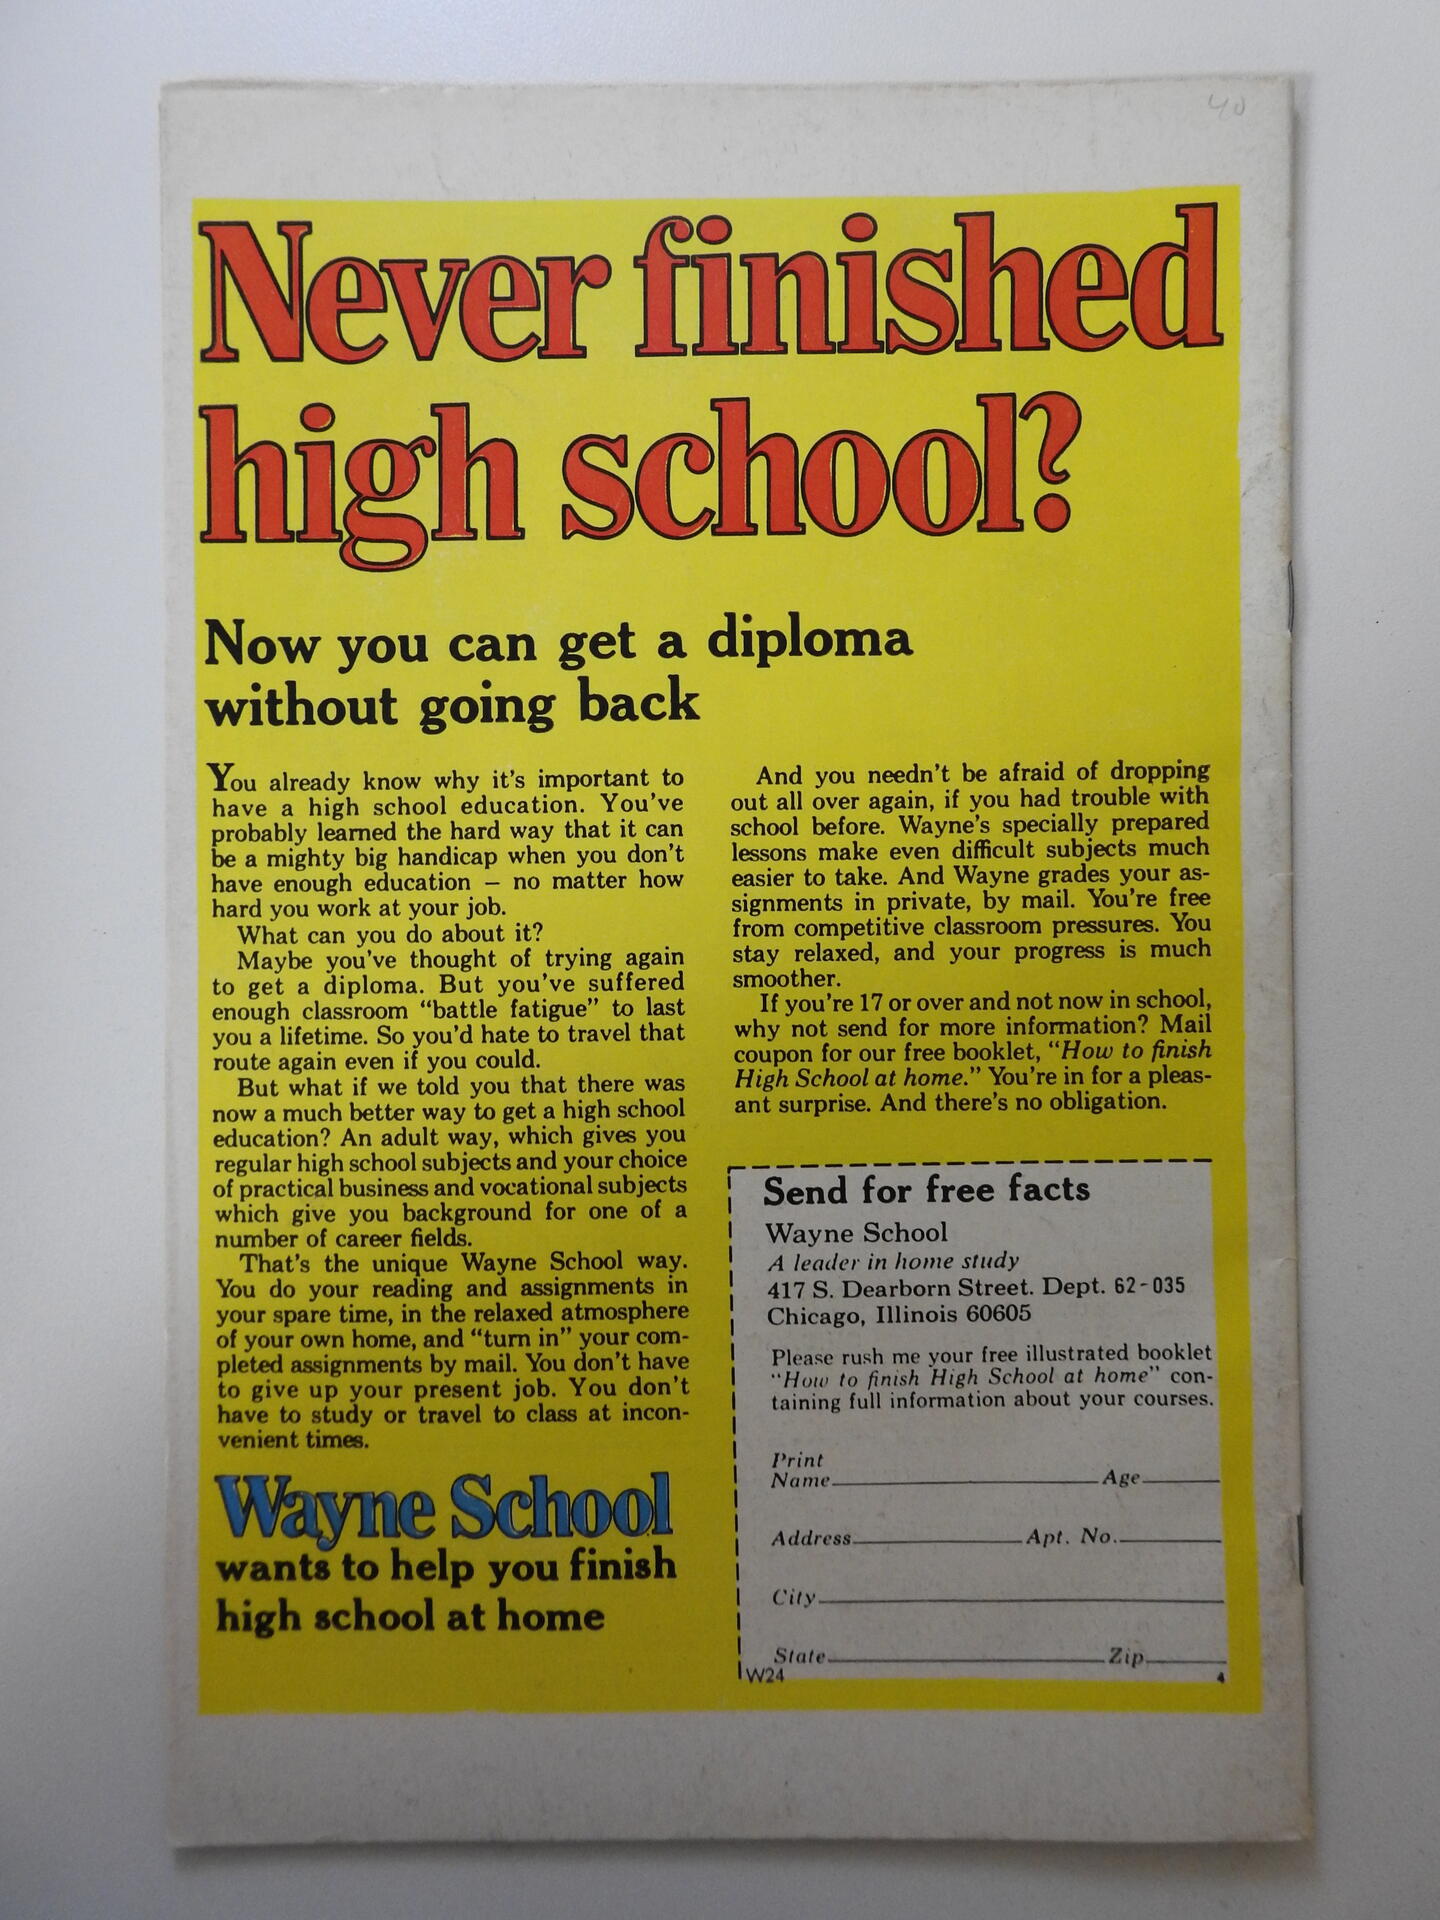 40
Never finished
high school?
Now you can get a diploma
without going back
You already know why it's important to
have a high school education. You've
probably learned the hard way that it can
be a mighty big handicap when you don't
have enough education – no matter how
hard you work at your job.
What can you do about it?
Maybe you've thought of trying again
to get a diploma. But you've suffered
enough classroom “battle fatigue” to last
you a lifetime. So you'd hate to travel that
route again even if you could.
But what if we told you that there was
now a much better way to get a high school
education? An adult way, which gives you
regular high school subjects and your choice
of practical business and vocational subjects
which give you background for one of a
number of career fields.
That's the unique Wayne School way.
You do your reading and assignments in
your spare time, in the relaxed atmosphere
of your own home, and “turn in” your com-
pleted assignments by mail. You don't have
to give up your present job. You don't
have to study or travel to class at incon-
venient times.
Wayne School
wants to help you finish
high school at home
And you needn't be afraid of dropping
out all over again, if you had trouble with
school before. Wayne's specially prepared
lessons make even difficult subjects much
easier to take. And Wayne grades your as-
signments in private, by mail. You're free
from competitive classroom pressures. You
stay relaxed, and your progress is much
smoother.
If you're 17 or over and not now in school,
why not send for more information? Mail
coupon for our free booklet, “How to finish
High School at home.” You're in for a pleas-
ant surprise. And there's no obligation.
Send for free facts
Wayne School
A leader in home study
417 S. Dearborn Street. Dept. 62-035
Chicago, Illinois 60605
Please rush me your free illustrated booklet
“How to finish High School at home” con-
taining full information about your courses.
Print
Name Age
Address Apt. No.
City
State Zip
W24 4